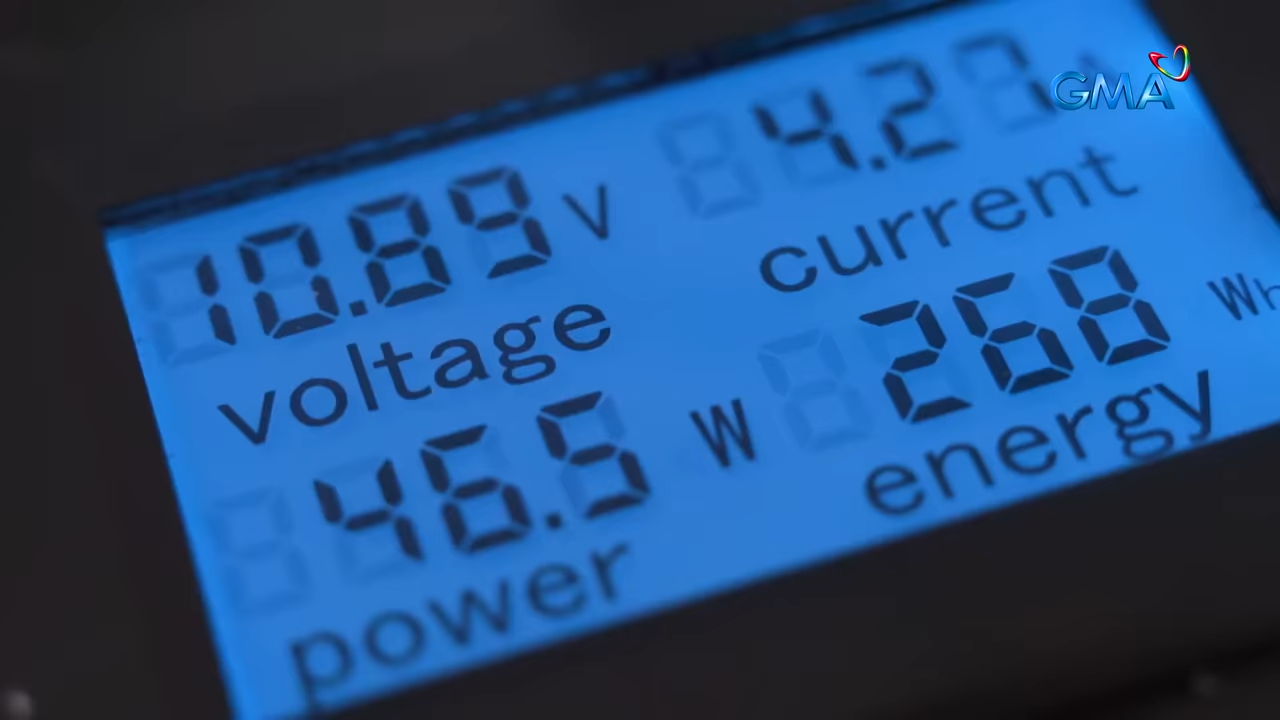 10.89 V 4.27 A
voltage current
46.5 W 268 Wh
power energy
GMA